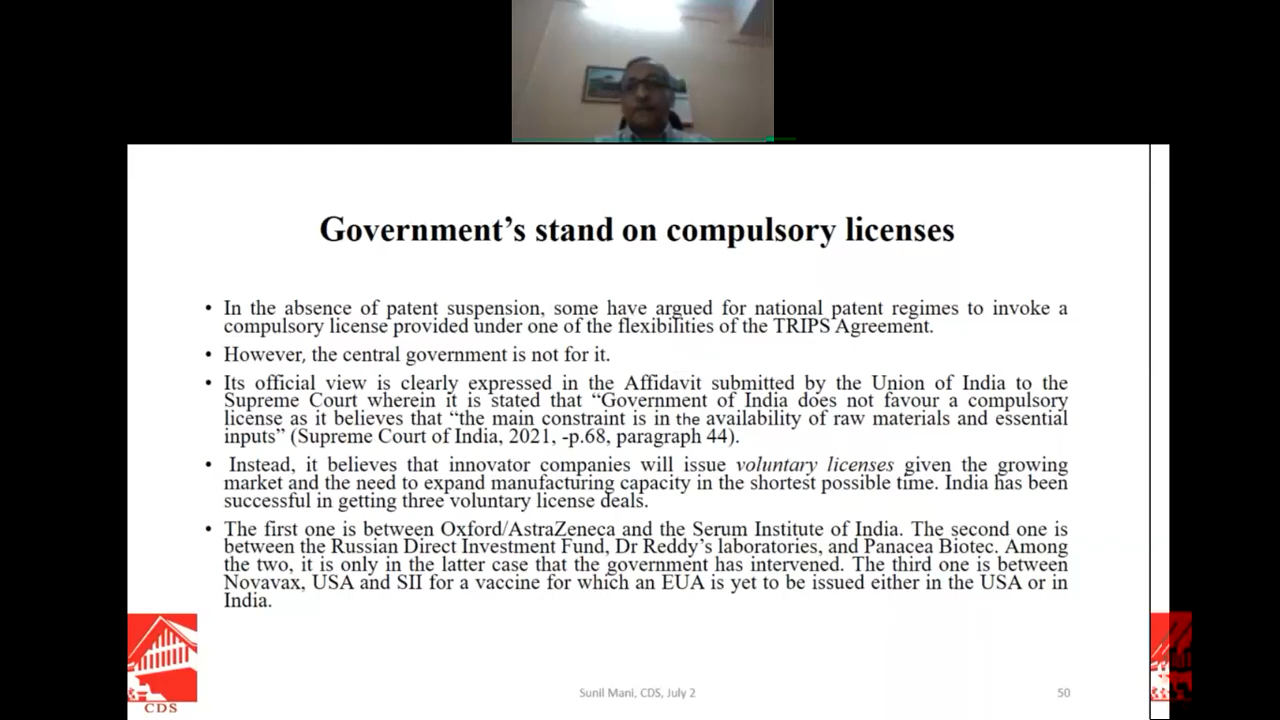 Government’s stand on compulsory licenses
• In the absence of patent suspension, some have argued for national patent regimes to invoke a
compulsory license provided under one of the flexibilities of the TRIPS Agreement.
• However, the central government is not for it.
• Its official view is clearly expressed in the Affidavit submitted by the Union of India to the
Supreme Court wherein it is stated that “Government of India does not favour a compulsory
license as it believes that “the main constraint is in the availability of raw materials and essential
inputs” (Supreme Court of India, 2021, -p.68, paragraph 44).
• Instead, it believes that innovator companies will issue voluntary licenses given the growing
market and the need to expand manufacturing capacity in the shortest possible time. India has been
successful in getting three voluntary license deals.
• The first one is between Oxford/AstraZeneca and the Serum Institute of India. The second one is
between the Russian Direct Investment Fund, Dr Reddy’s laboratories, and Panacea Biotec. Among
the two, it is only in the latter case that the government has intervened. The third one is between
Novavax, USA and SII for a vaccine for which an EUA is yet to be issued either in the USA or in
India.
CDS
Sunil Mani, CDS, July 2
50